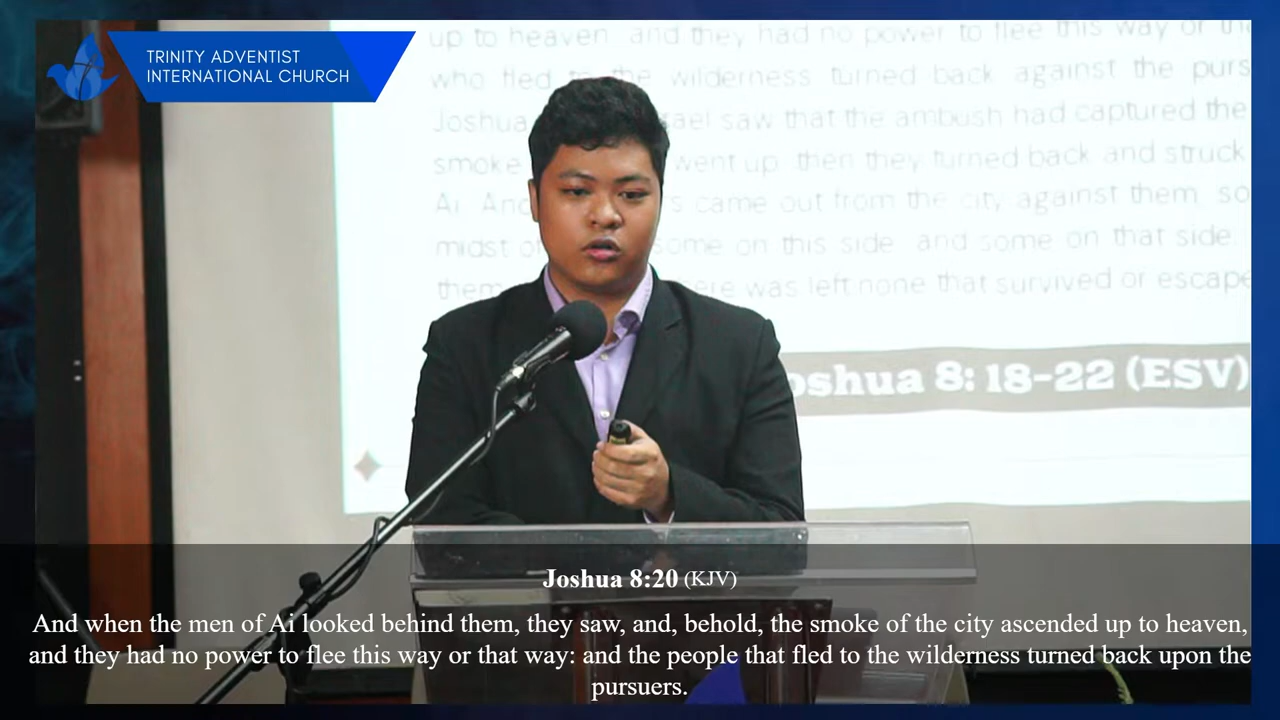 TRINITY ADVENTIST
INTERNATIONAL CHURCH
up to heaven and they had no power to flee this way or
who fled to the wilderness turned back against the
Joshua saw that the ambush had captured the
smoke went up then they turned back and struck
Ai came out from the city against them so
midst some on this side and some on that side
them was left none that survived or
oshua 8: 18-22 (ESV)
Joshua 8:20 (KJV)
And when the men of Ai looked behind them, they saw, and, behold, the smoke of the city ascended up to heaven,
and they had no power to flee this way or that way: and the people that fled to the wilderness turned back upon the
pursuers.